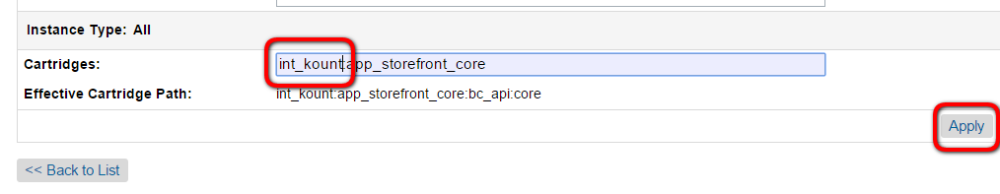 Instance Type: All
Cartridges: int_kount:app_storefront_core
Effective Cartridge Path: int_kount:app_storefront_core:bc_api:core
Apply
<< Back to List